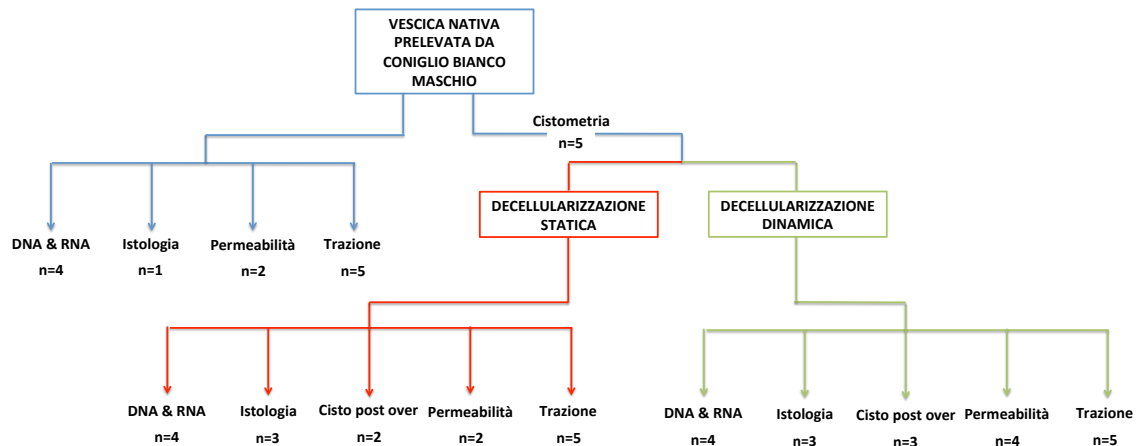 VESCICA NATIVA
PRELEVATA DA
CONIGLIO BIANCO
MASCHIO
Cistometria
n=5
DECELLULARIZZAZIONE
STATICA
DECELLULARIZZAZIONE
DINAMICA
DNA & RNA
n=4
Istologia
n=1
Permeabilità
n=2
Trazione
n=5
DNA & RNA
n=4
Istologia
n=3
Cisto post over
n=2
Permeabilità
n=2
Trazione
n=5
DNA & RNA
n=4
Istologia
n=3
Cisto post over
n=3
Permeabilità
n=4
Trazione
n=5